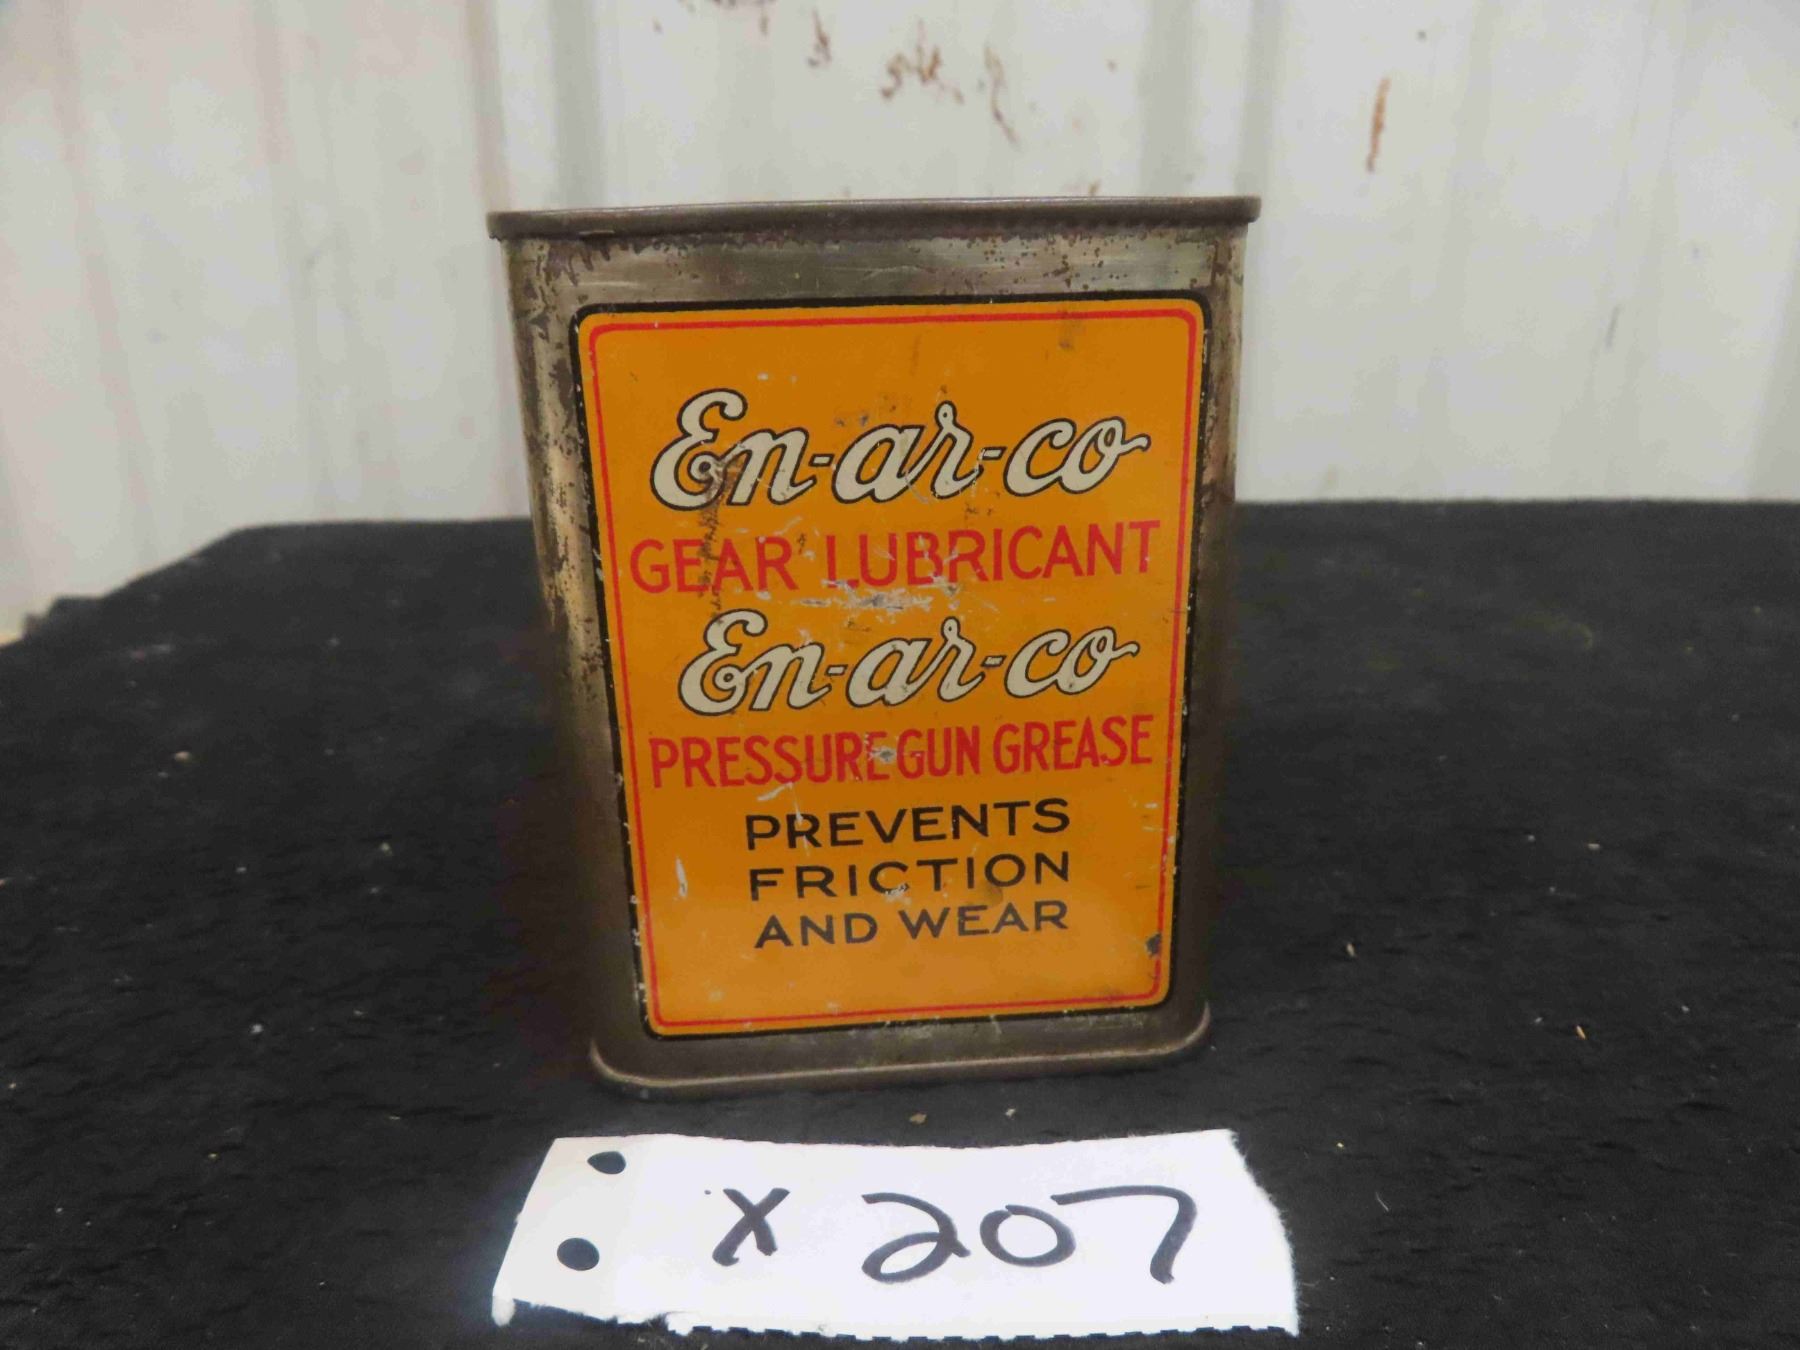 En-ar-co
GEAR LUBRICANT
En-ar-co
PRESSURE GUN GREASE
PREVENTS
FRICTION
AND WEAR
X 207